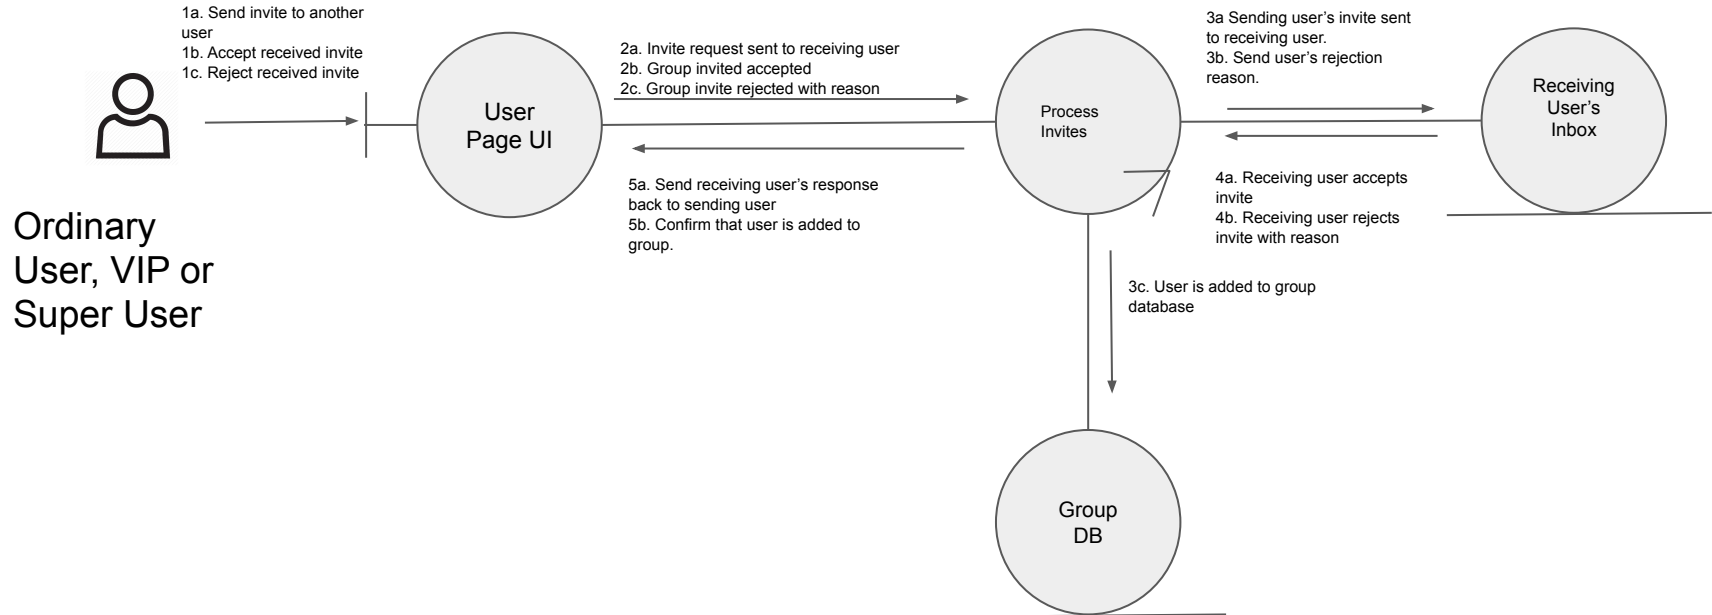 1a. Send invite to another
user
1b. Accept received invite
1c. Reject received invite
Ordinary
User, VIP or
Super User
User
Page UI
2a. Invite request sent to receiving user
2b. Group invited accepted
2c. Group invite rejected with reason
5a. Send receiving user's response
back to sending user
5b. Confirm that user is added to
group.
Process
Invites
3a Sending user's invite sent
to receiving user.
3b. Send user's rejection
reason.
4a. Receiving user accepts
invite
4b. Receiving user rejects
invite with reason
Receiving
User's
Inbox
3c. User is added to group
database
Group
DB